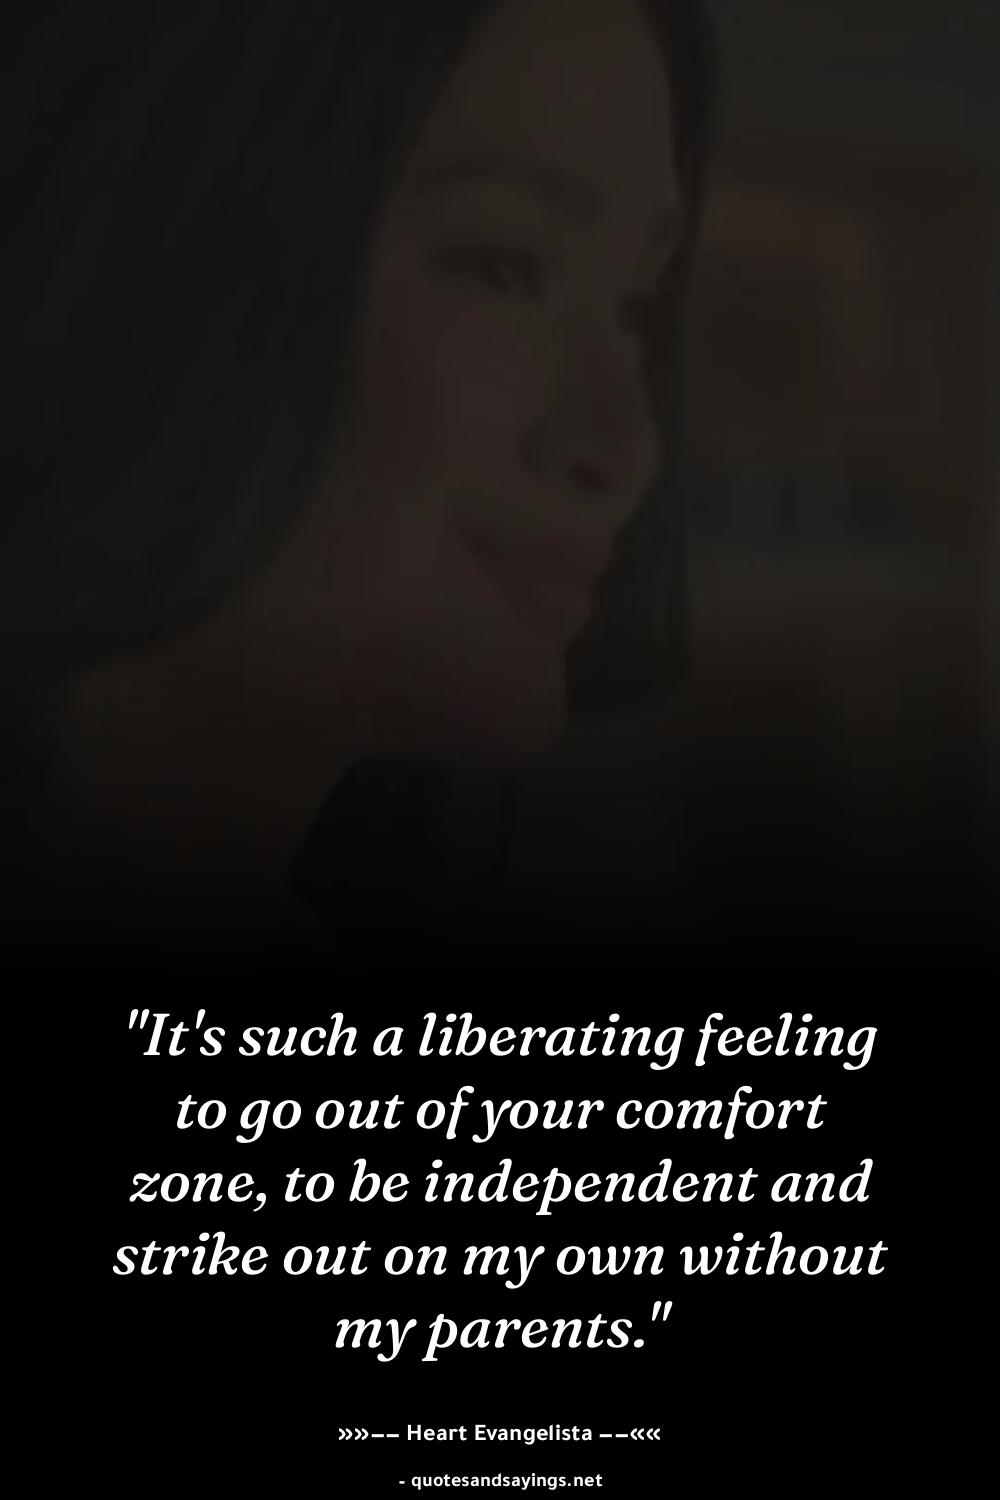 "It's such a liberating feeling
to go out of your comfort
zone, to be independent and
strike out on my own without
my parents."
»»−− Heart Evangelista −−««
- quotesandsayings.net